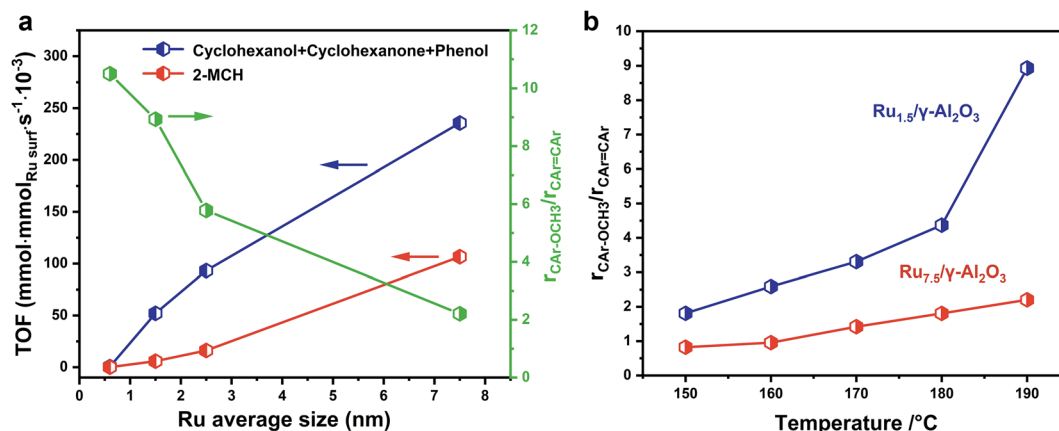 a
TOF (mmol·mmolRu surf·s-1·10-3)
300
250
200
150
100
50
0
Cyclohexanol+Cyclohexanone+Phenol
2-MCH
12
10
8
6
4
2
0
rCAr-OCH3/rCAr=CAr
0 1 2 3 4 5 6 7 8
Ru average size (nm)
b
rCAr-OCH3/rCAr=CAr
10
9
8
7
6
5
4
3
2
1
0
Ru1.5/γ-Al2O3
Ru7.5/γ-Al2O3
150 160 170 180 190
Temperature /°C